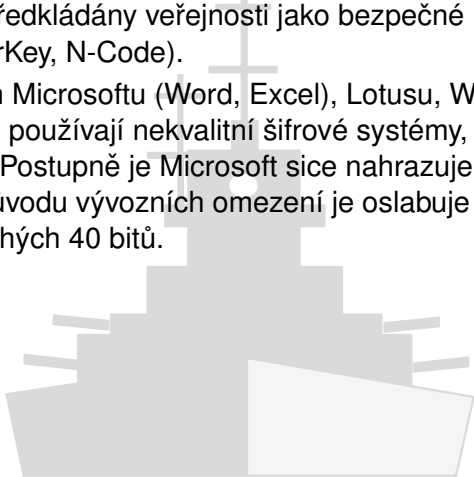 ředkládány veřejnosti jako bezpečné
rKey, N-Code).
Microsoftu (Word, Excel), Lotusu, W
používají nekvalitní šifrové systémy,
Postupně je Microsoft sice nahrazuje
ůvodu vývozních omezení je oslabuje
hých 40 bitů.